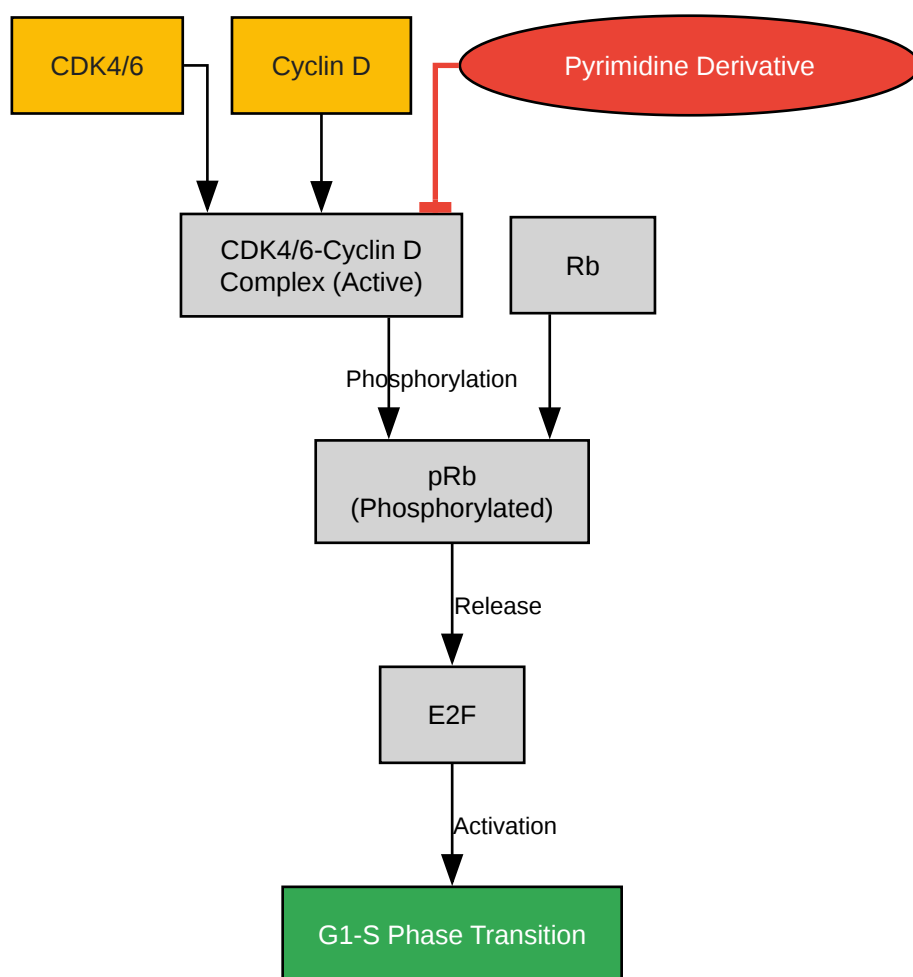 CDK4/6
Cyclin D
Pyrimidine Derivative
CDK4/6-Cyclin D
Complex (Active)
Rb
Phosphorylation
pRb
(Phosphorylated)
Release
E2F
Activation
G1-S Phase Transition